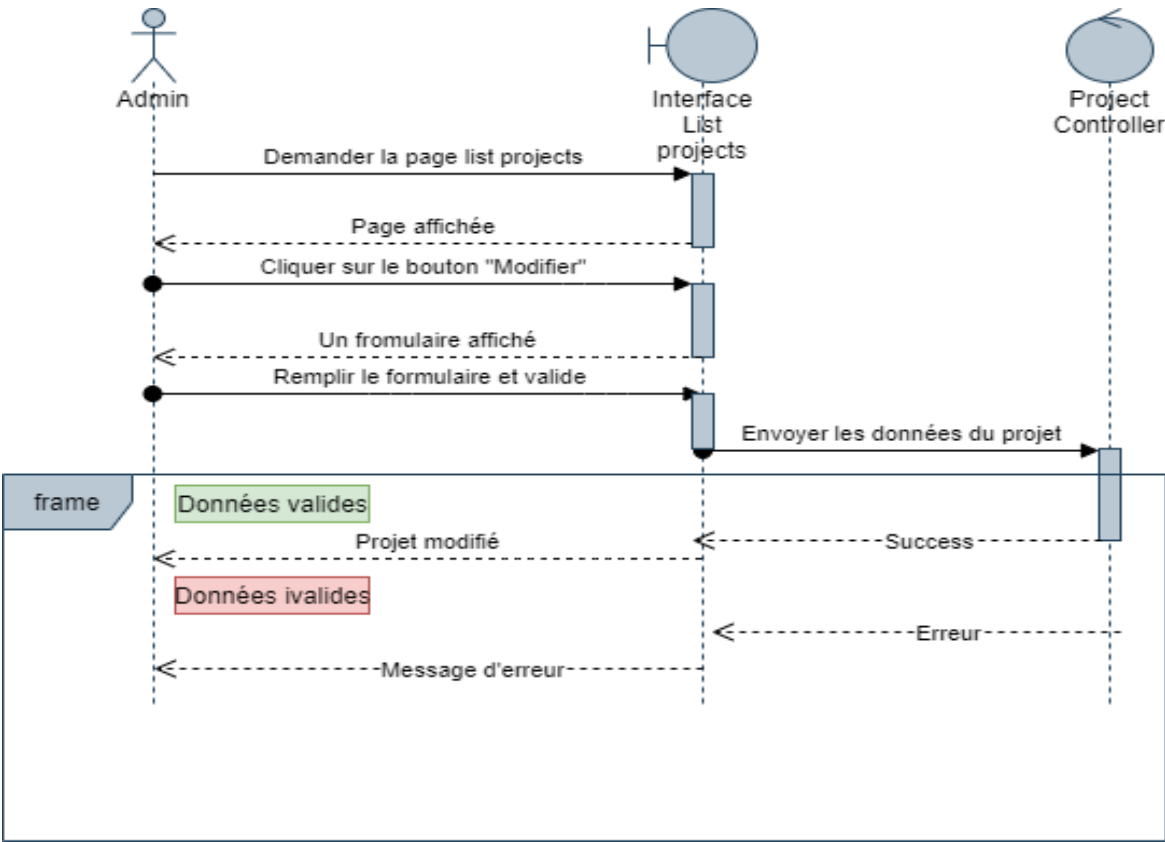 Admin
Interface
List
projects
Project
Controller
Demander la page list projects
Page affichée
Cliquer sur le bouton "Modifier"
Un fromulaire affiché
Remplir le formulaire et valide
Envoyer les données du projet
frame
Données valides
Success
Projet modifié
Données ivalides
Erreur
Message d'erreur